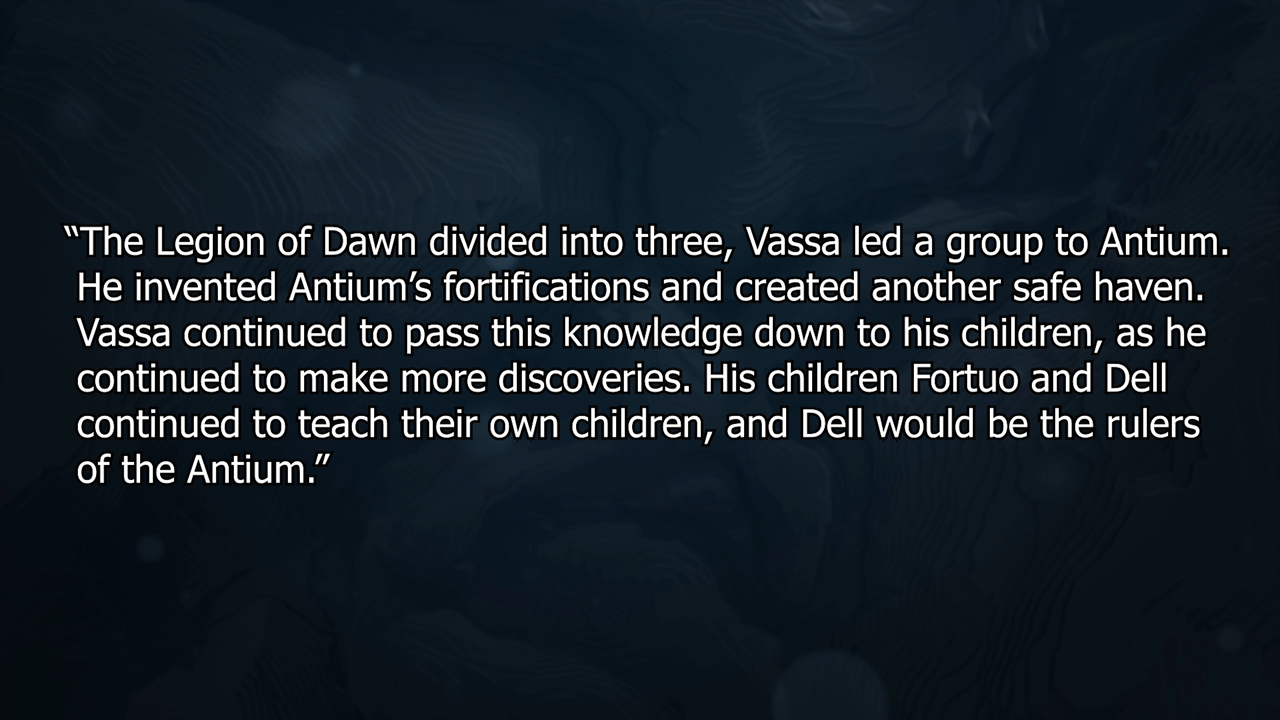 “The Legion of Dawn divided into three, Vassa led a group to Antium.
He invented Antium’s fortifications and created another safe haven.
Vassa continued to pass this knowledge down to his children, as he
continued to make more discoveries. His children Fortuo and Dell
continued to teach their own children, and Dell would be the rulers
of the Antium.”